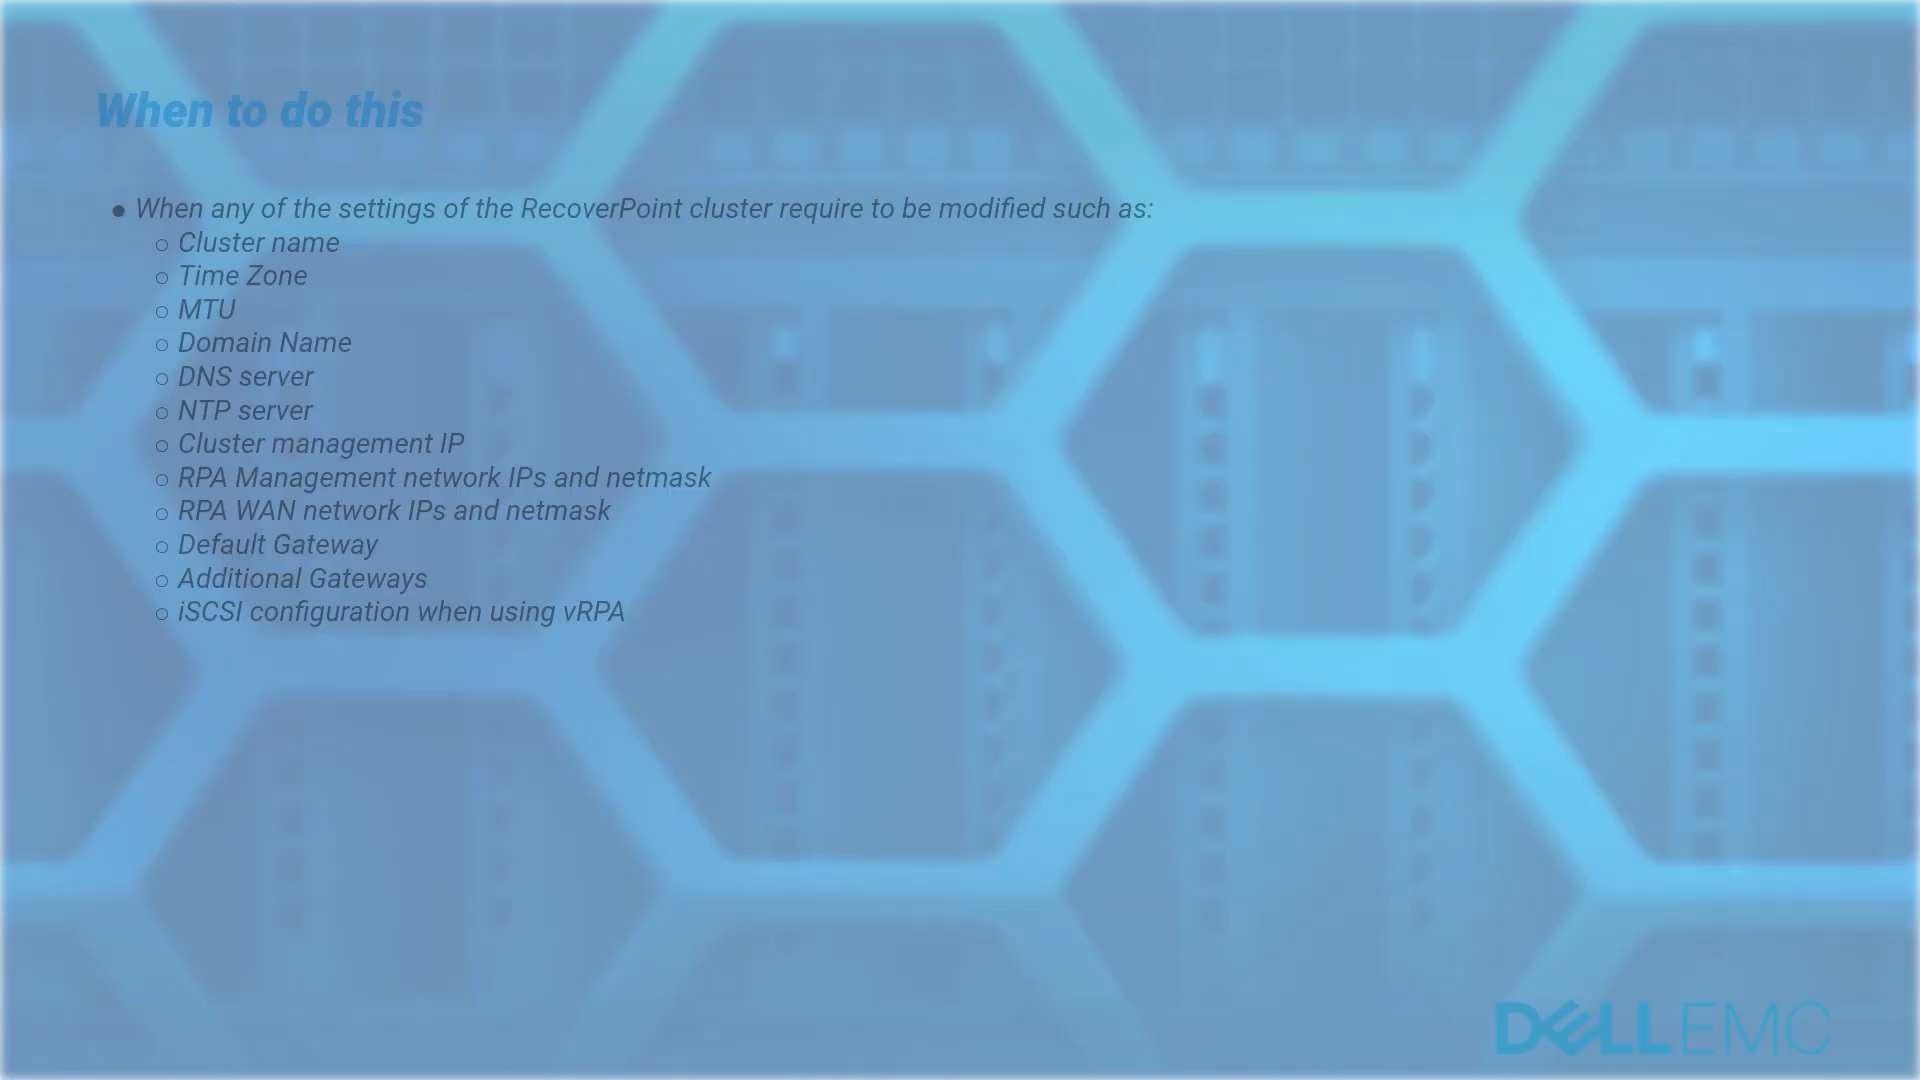 When to do this
● When any of the settings of the RecoverPoint cluster require to be modified such as:
○ Cluster name
○ Time Zone
○ MTU
○ Domain Name
○ DNS server
○ NTP server
○ Cluster management IP
○ RPA Management network IPs and netmask
○ RPA WAN network IPs and netmask
○ Default Gateway
○ Additional Gateways
○ iSCSI configuration when using vRPA
DELLEMC